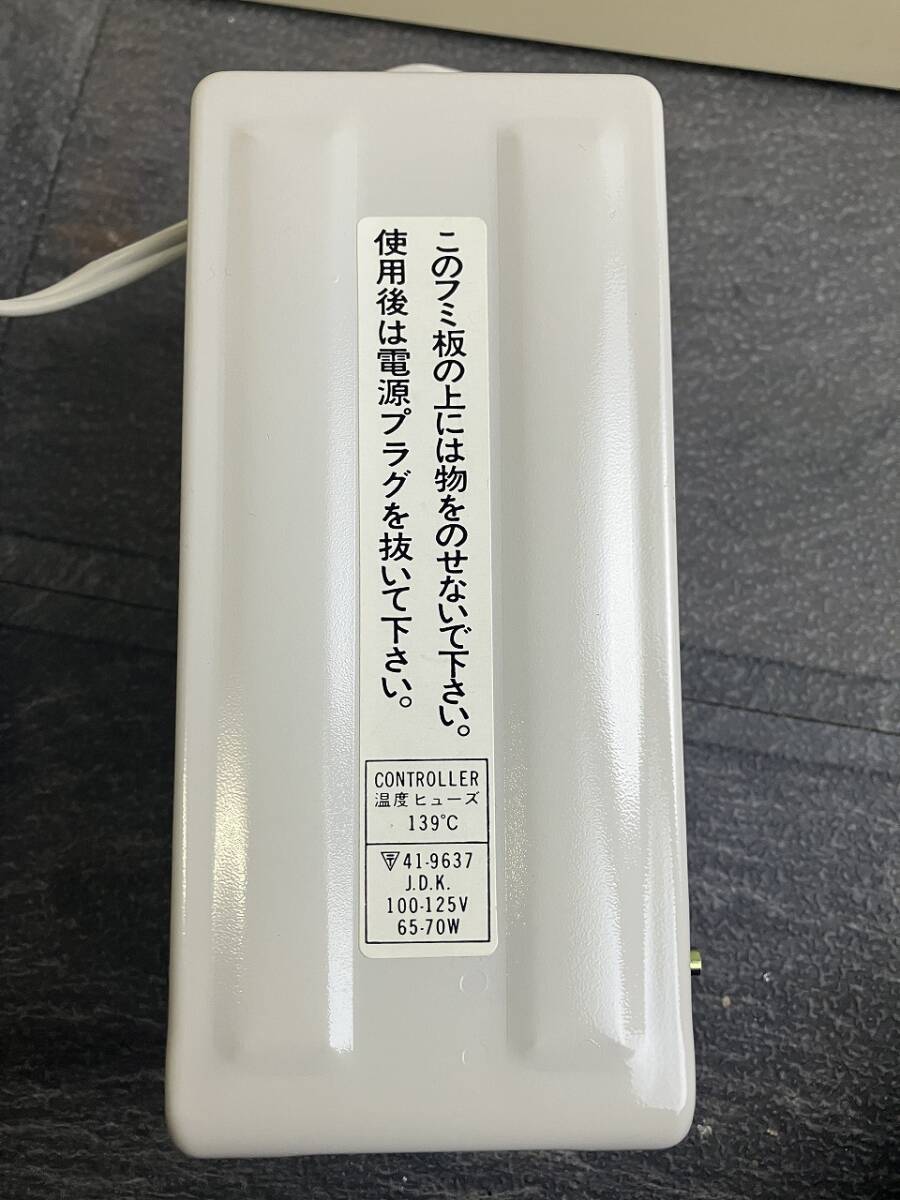 このフミ板の上には物をのせないで下さい。
使用後は電源プラグを抜いて下さい。
CONTROLLER
温度ヒューズ
139℃
41-9637
J.D.K.
100-125V
65-70W